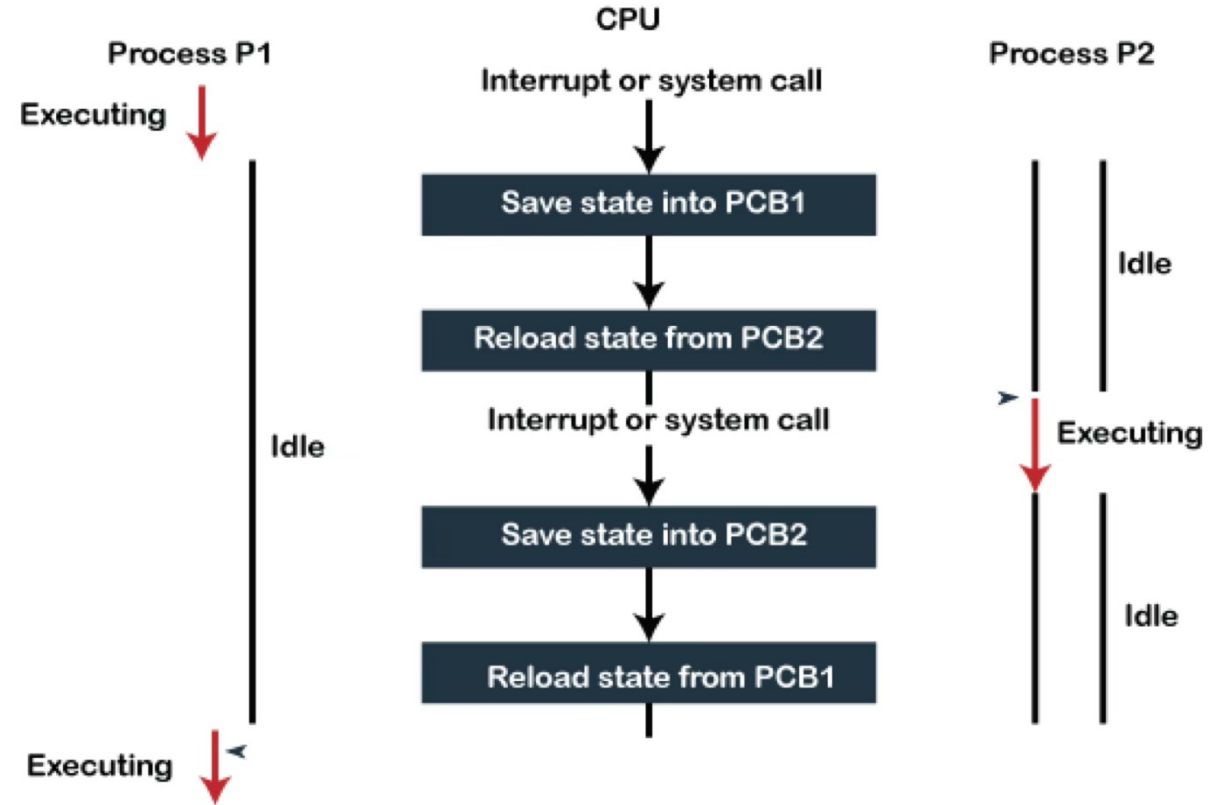 CPU
Process P1
Process P2
Interrupt or system call
Executing
Save state into PCB1
Idle
Reload state from PCB2
Interrupt or system call
Executing
Idle
Save state into PCB2
Idle
Reload state from PCB1
Executing